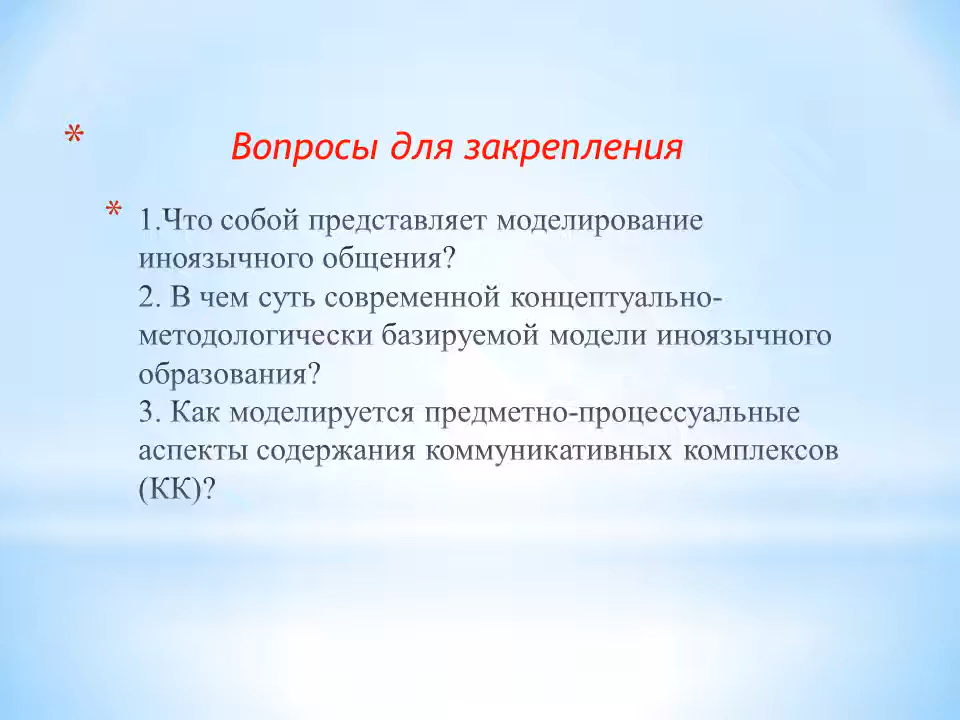 * Вопросы для закрепления
* 1.Что собой представляет моделирование
иноязычного общения?
2. В чем суть современной концептуально-
методологически базируемой модели иноязычного
образования?
3. Как моделируется предметно-процессуальные
аспекты содержания коммуникативных комплексов
(КК)?